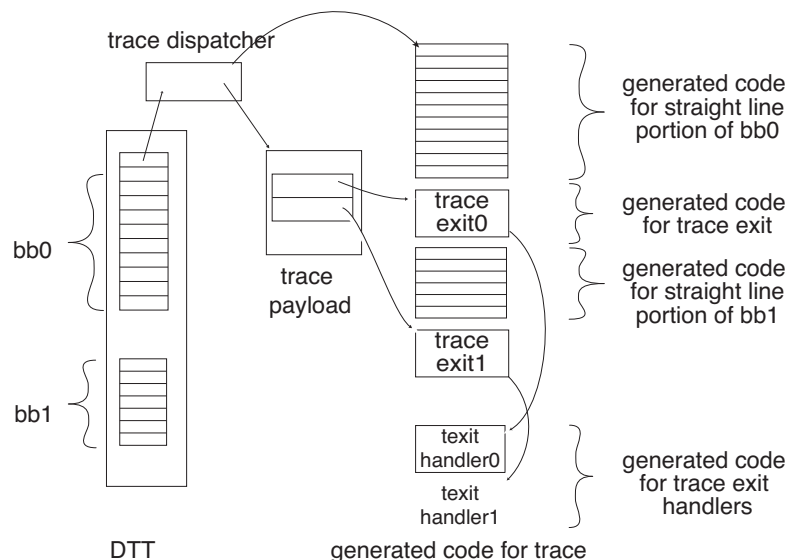 trace dispatcher
generated code
for straight line
portion of bb0
trace
exit0
generated code
for trace exit
bb0
trace
payload
generated code
for straight line
portion of bb1
trace
exit1
bb1
texit
handler0
texit
handler1
generated code
for trace exit
handlers
DTT
generated code for trace